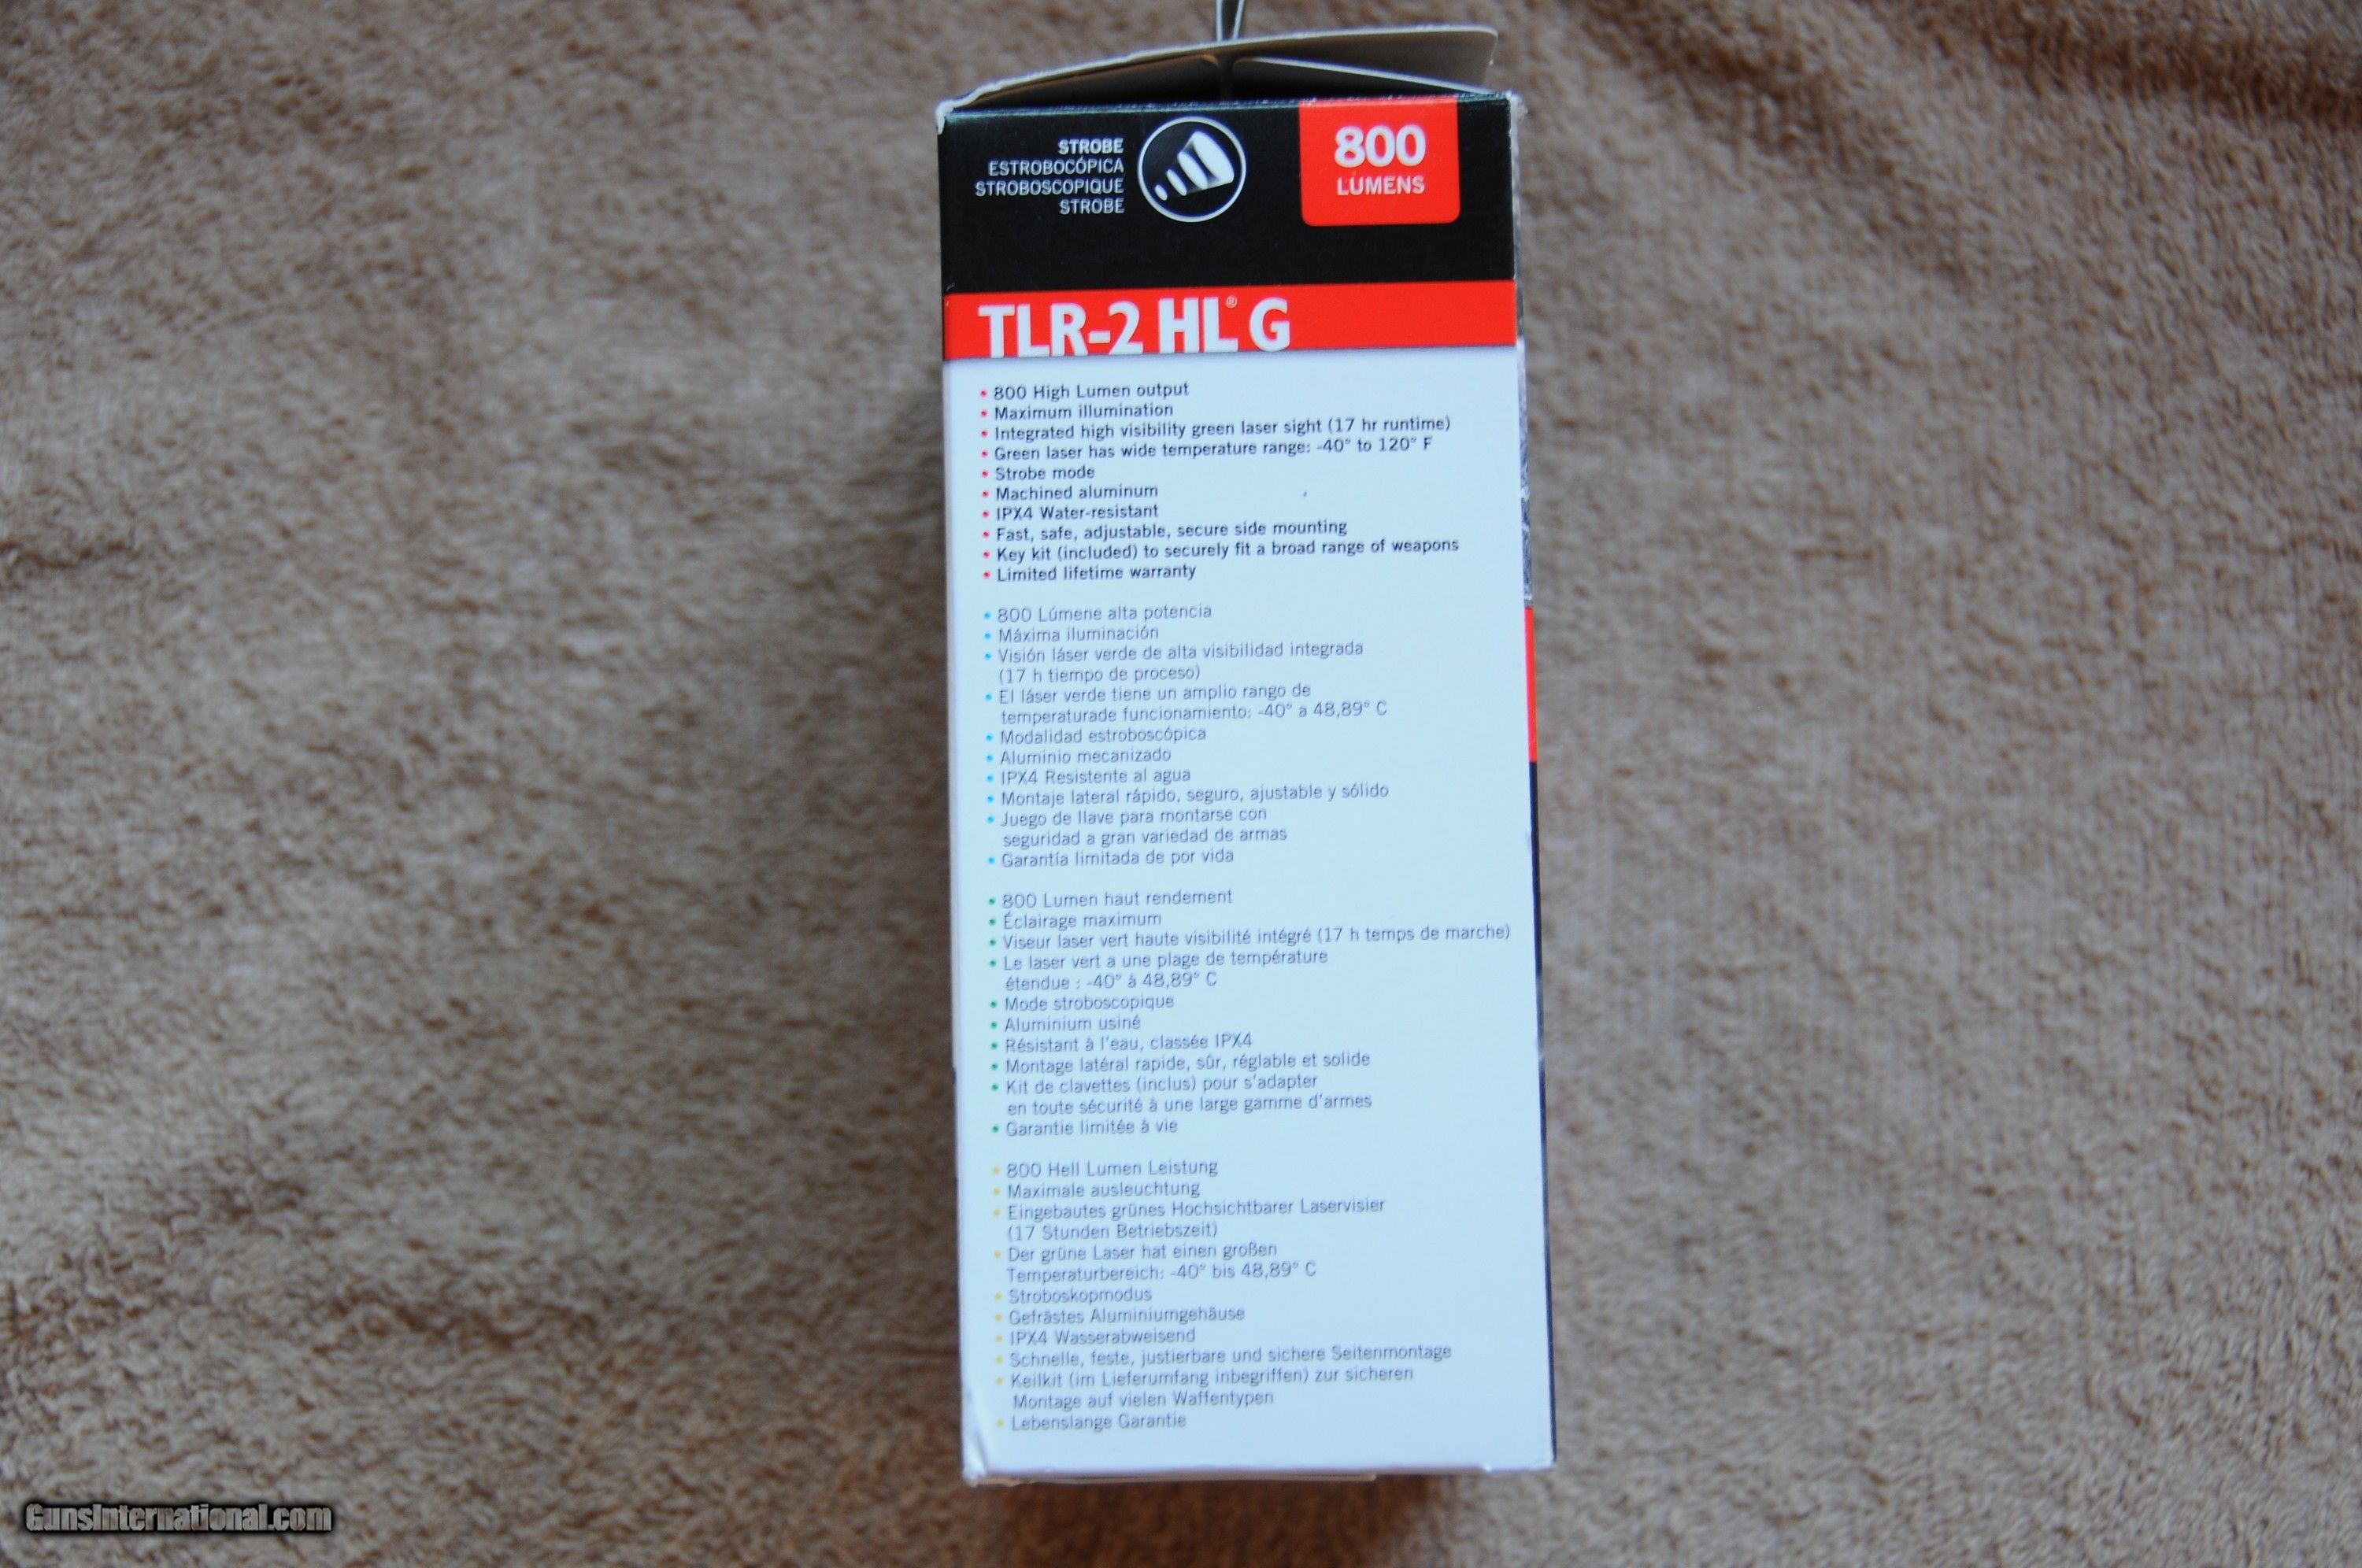 STROBE
ESTROBOCÓPICA
STROBOSCOPIQUE
STROBE
800
LUMENS
TLR-2 HL® G
• 800 High Lumen output
• Maximum illumination
• Integrated high visibility green laser sight (17 hr runtime)
• Green laser has wide temperature range: -40° to 120° F
• Strobe mode
• Machined aluminum
• IPX4 Water-resistant
• Fast, safe, adjustable, secure side mounting
• Key kit (included) to securely fit a broad range of weapons
• Limited lifetime warranty
• 800 Lúmene alta potencia
• Máxima iluminación
• Visión láser verde de alta visibilidad integrada
(17 h tiempo de proceso)
• El láser verde tiene un amplio rango de
temperaturade funcionamiento: -40° a 48,89° C
• Modalidad estroboscópica
• Aluminio mecanizado
• IPX4 Resistente al agua
• Montaje lateral rápido, seguro, ajustable y sólido
• Juego de llave para montarse con
seguridad a gran variedad de armas
• Garantía limitada de por vida
• 800 Lumen haut rendement
• Éclairage maximum
• Viseur laser vert haute visibilité intégré (17 h temps de marche)
• Le laser vert a une plage de température
étendue : -40° à 48,89° C
• Mode stroboscopique
• Aluminium usiné
• Résistant à l'eau, classée IPX4
• Montage latéral rapide, sûr, réglable et solide
• Kit de clavettes (inclus) pour s'adapter
en toute sécurité à une large gamme d'armes
• Garantie limitée à vie
• 800 Hell Lumen Leistung
• Maximale ausleuchtung
• Eingebautes grünes Hochsichtbarer Laservisier
(17 Stunden Betriebszeit)
• Der grüne Laser hat einen großen
Temperaturbereich: -40° bis 48,89° C
• Stroboskopmodus
• Gefrästes Aluminiumgehäuse
• IPX4 Wasserabweisend
• Schnelle, feste, justierbare und sichere Seitenmontage
• Keilkit (im Lieferumfang inbegriffen) zur sicheren
Montage auf vielen Waffentypen
• Lebenslange Garantie
GunsInternational.com